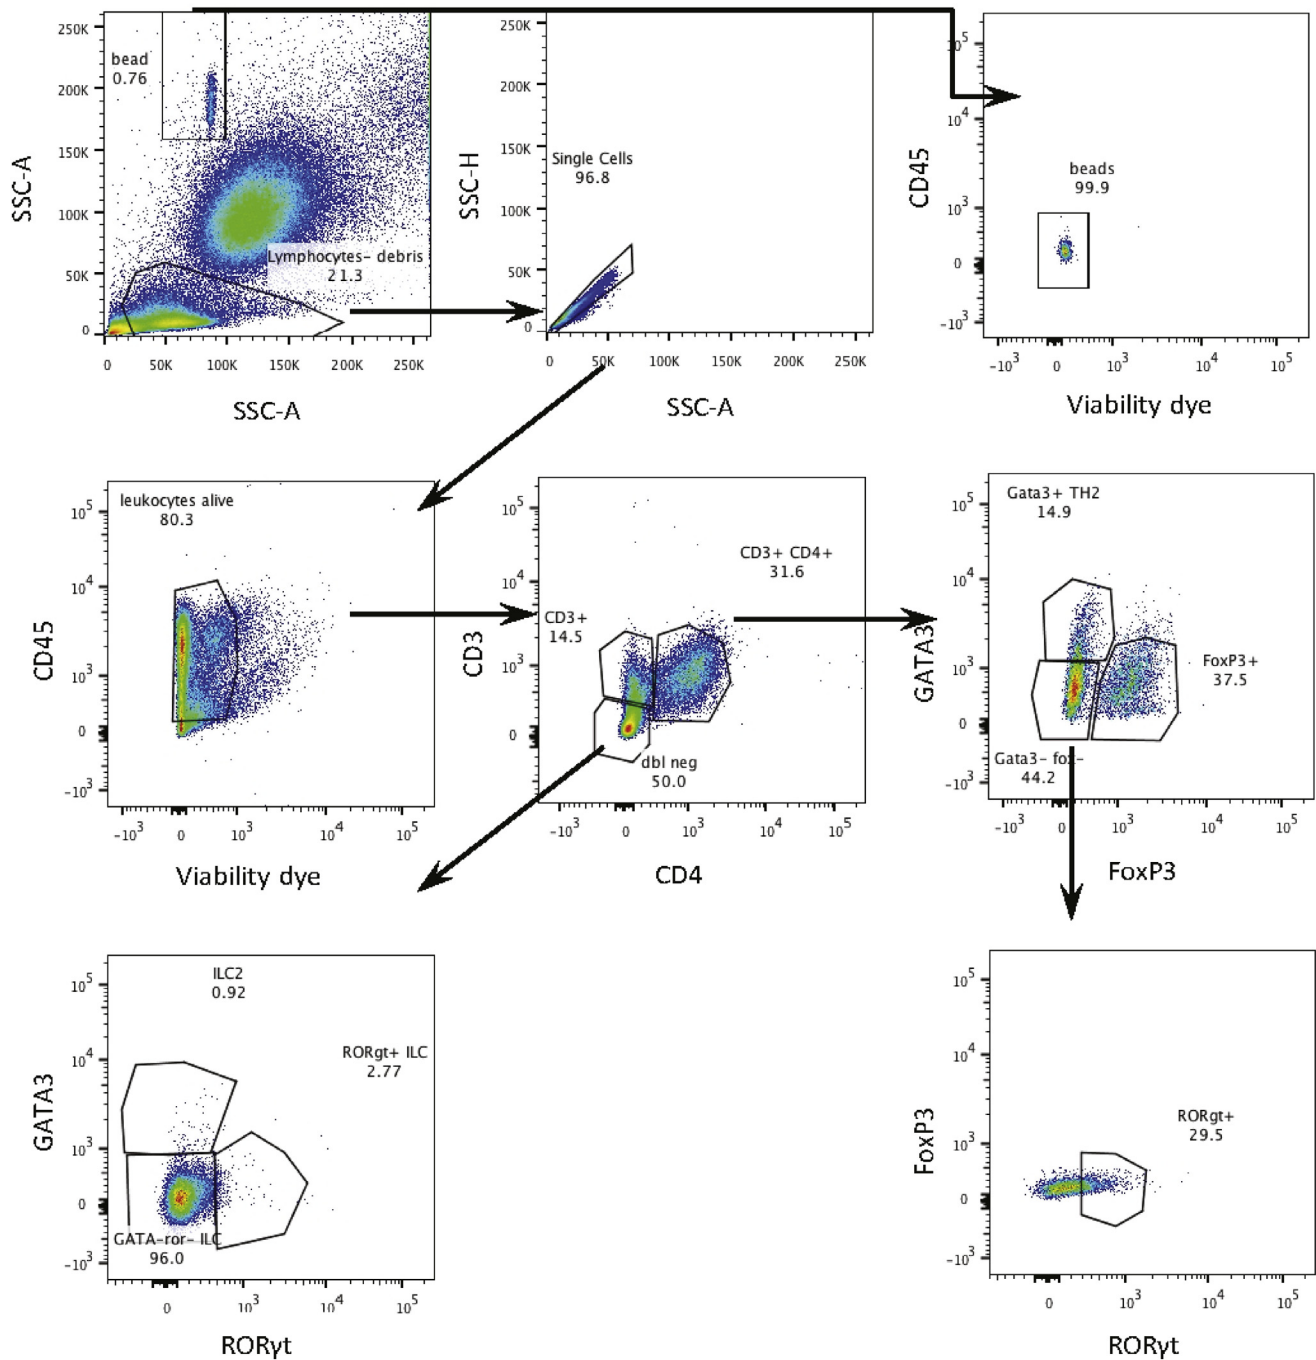 250K
200K
150K
100K
50K
0
bead
0.76
Lymphocytes- debris
21.3
SSC-A
0 50K 100K 150K 200K 250K
SSC-A
250K
200K
150K
100K
50K
0
Single Cells
96.8
SSC-H
0 50K 100K 150K 200K 250K
SSC-A
10^5
10^4
10^3
0
-10^3
beads
99.9
CD45
-10^3 0 10^3 10^4 10^5
Viability dye
leukocytes alive
80.3
10^5
10^4
10^3
0
-10^3
CD45
-10^3 0 10^3 10^4 10^5
Viability dye
10^5
10^4
10^3
0
CD3+ CD4+
31.6
CD3+
14.5
dbl neg
50.0
CD3
-10^3 0 10^3 10^4 10^5
CD4
Gata3+ TH2
14.9
10^5
10^4
10^3
0
-10^3
FoxP3+
37.5
Gata3- fox-
44.2
GATA3
-10^3 10^3 10^4 10^5
FoxP3
ILC2
0.92
10^5
10^4
10^3
0
-10^3
RORgt+ ILC
2.77
GATA-ror- ILC
96.0
GATA3
0 10^3 10^4 10^5
RORγt
10^5
10^4
10^3
0
-10^3
RORgt+
29.5
FoxP3
0 10^3 10^4 10^5
RORγt